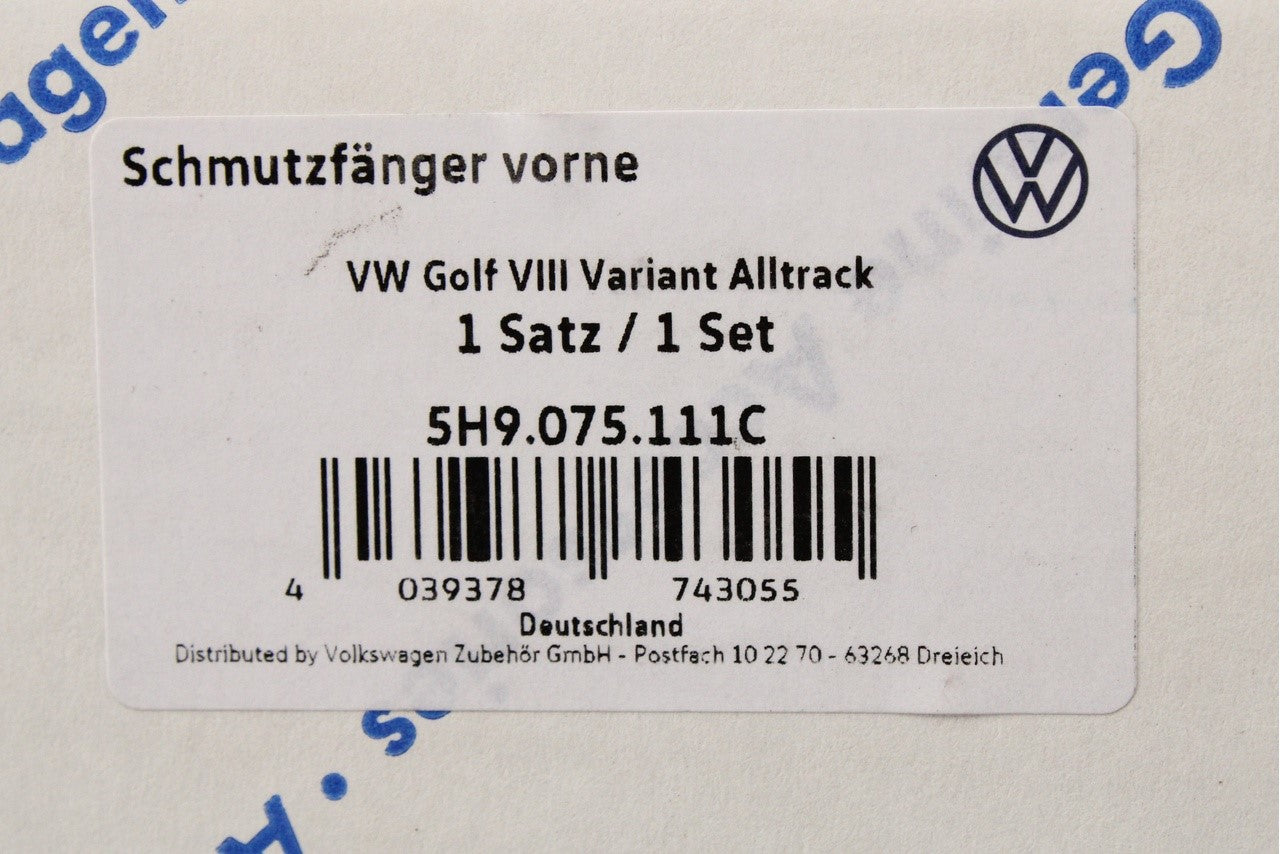 Schmutzfänger vorne
VW Golf VIII Variant Alltrack
1 Satz / 1 Set
5H9.075.111C
4 039378 743055
Deutschland
Distributed by Volkswagen Zubehör GmbH - Postfach 10 22 70 - 63268 Dreieich